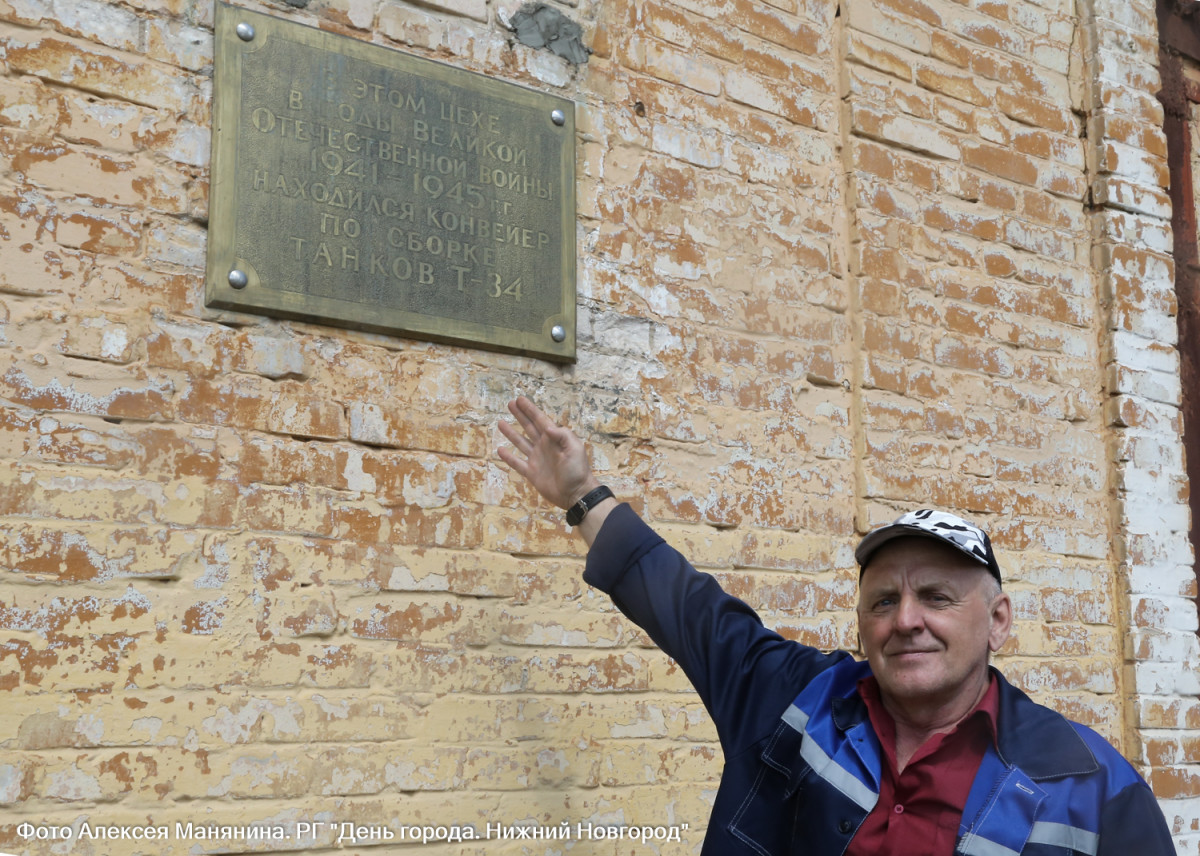 В ЭТОМ ЦЕХЕ
В ГОДЫ ВЕЛИКОЙ
ОТЕЧЕСТВЕННОЙ ВОЙНЫ
1941-1945 ГГ.
НАХОДИЛСЯ КОНВЕЙЕР
ПО СБОРКЕ
ТАНКОВ Т-34
Фото Алексея Манянина. РГ "День города. Нижний Новгород"